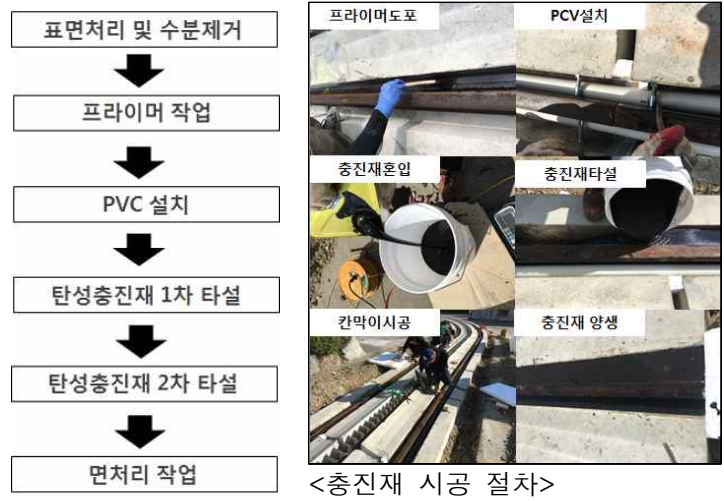 표면처리 및 수분제거
프라이머 작업
PVC 설치
탄성충진재 1차 타설
탄성충진재 2차 타설
면처리 작업
프라이머도포
PCV설치
충진재혼입
충진재타설
칸막이시공
충진재 양생
<충진재 시공 절차>